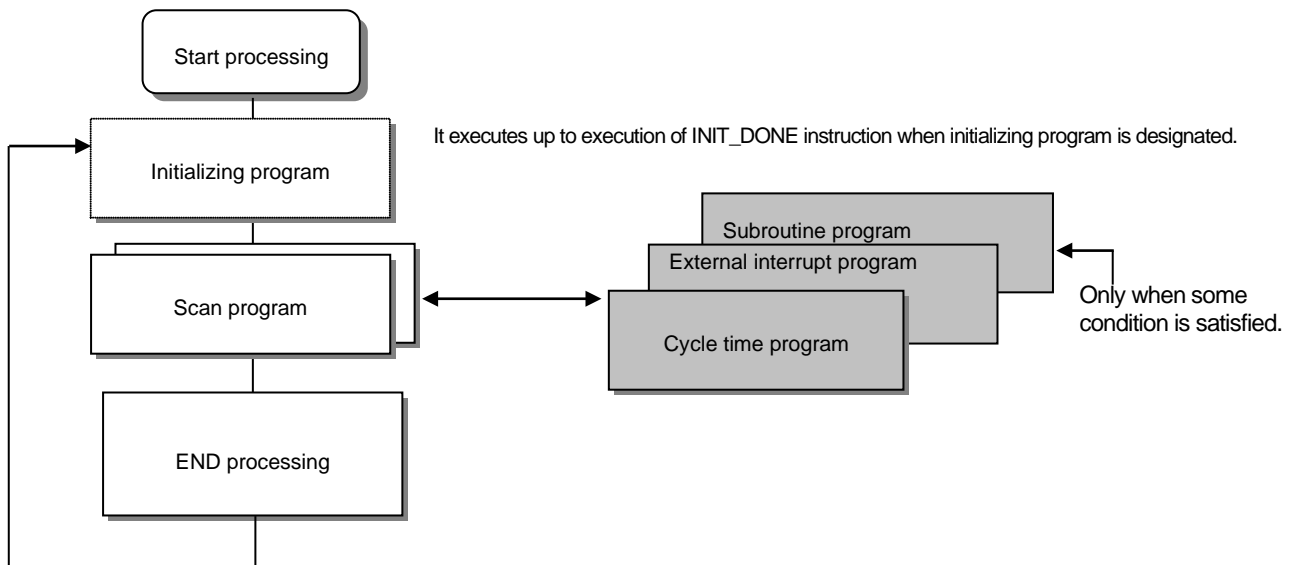 Start processing
It executes up to execution of INIT_DONE instruction when initializing program is designated.
Initializing program
Subroutine program
External interrupt program
Only when some
condition is satisfied.
Scan program
Cycle time program
END processing